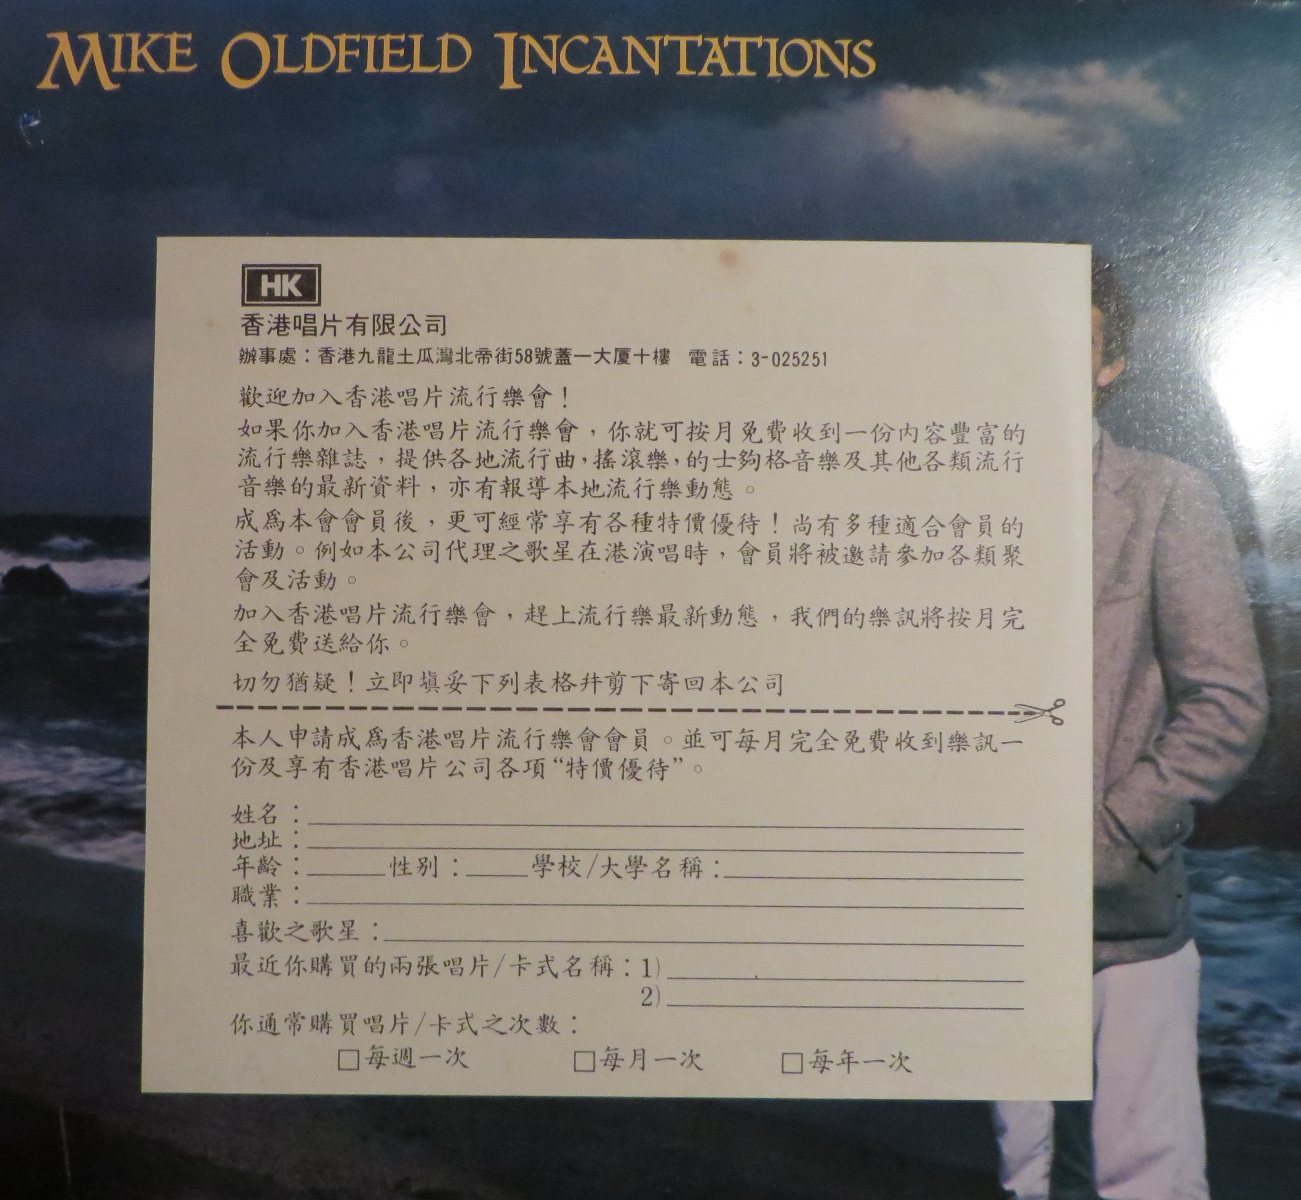 MIKE OLDFIELD INCANTATIONS
HK
香港唱片有限公司
辦事處：香港九龍土瓜灣北帝街58號蓋一大厦十樓 電話：3-025251
歡迎加入香港唱片流行樂會！
如果你加入香港唱片流行樂會，你就可按月免費收到一份内容豐富的
流行樂雜誌，提供各地流行曲，搖滾樂，的士夠格音樂及其他各類流行
音樂的最新資料，亦有報導本地流行樂動態。
成爲本會會員後，更可經常享有各種特價優待！尚有多種適合會員的
活動。例如本公司代理之歌星在港演唱時，會員將被邀請參加各類聚
會及活動。
加入香港唱片流行樂會，趕上流行樂最新動態，我們的樂訊將按月完
全免費送給你。
切勿猶疑！立即塡妥下列表格幷剪下寄回本公司
本人申請成爲香港唱片流行樂會會員。並可每月完全免費收到樂訊一
份及享有香港唱片公司各項“特價優待”。
姓名：
地址：
年齡： 性别： 學校/大學名稱：
職業：
喜歡之歌星：
最近你購買的兩張唱片/卡式名稱：1)
2)
你通常購買唱片/卡式之次數：
□每週一次 □每月一次 □每年一次